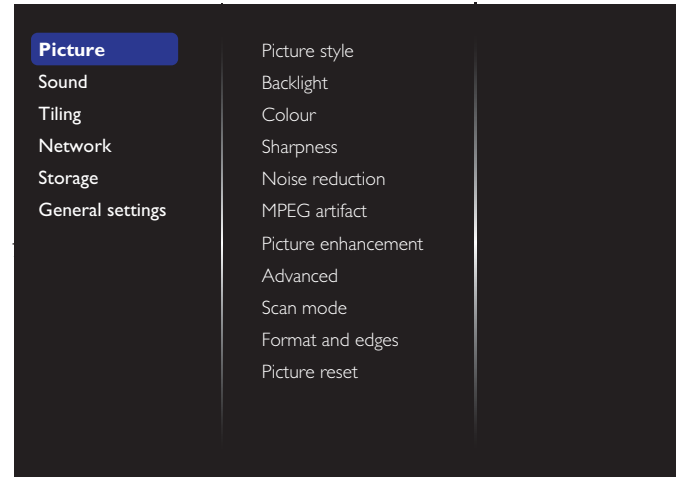 Picture
Sound
Tiling
Network
Storage
General settings
Picture style
Backlight
Colour
Sharpness
Noise reduction
MPEG artifact
Picture enhancement
Advanced
Scan mode
Format and edges
Picture reset